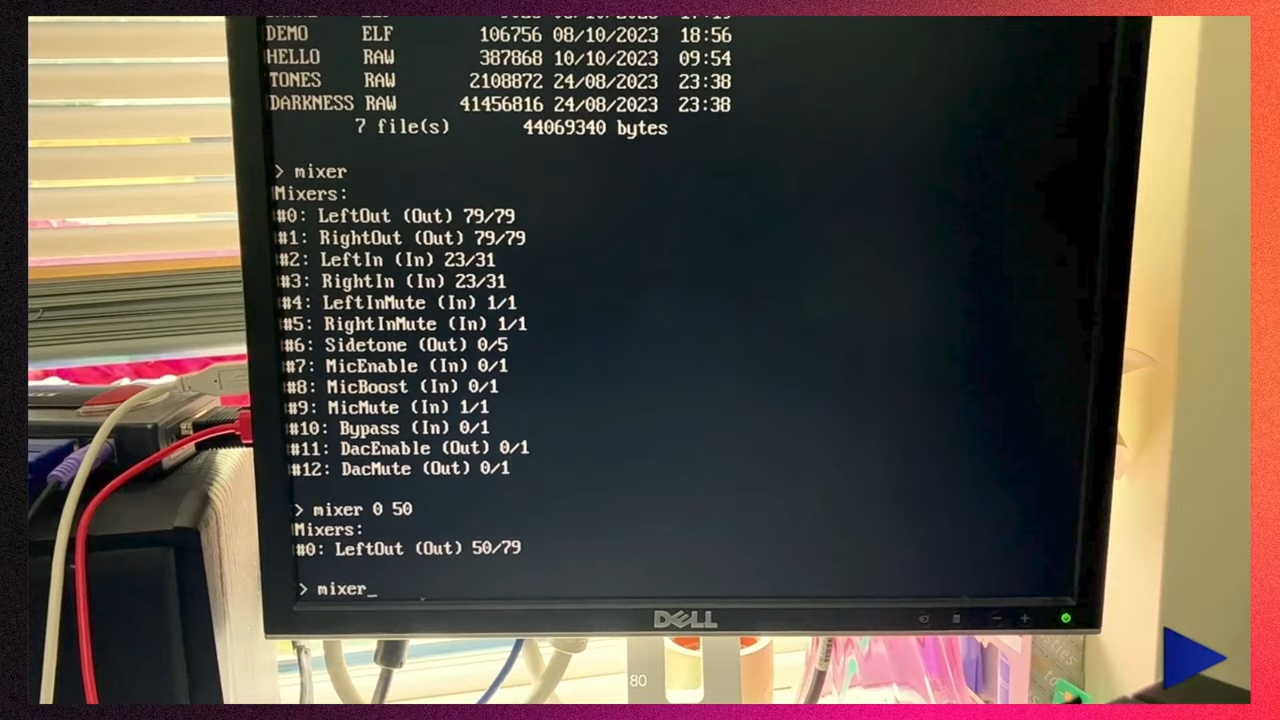 DEMO ELF 106756 08/10/2023 18:56
HELLO RAW 387868 10/10/2023 09:54
TONES RAW 2108872 24/08/2023 23:38
DARKNESS RAW 41456816 24/08/2023 23:38
7 file(s) 44069340 bytes
> mixer
Mixers:
#0: LeftOut (Out) 79/79
#1: RightOut (Out) 79/79
#2: LeftIn (In) 23/31
#3: RightIn (In) 23/31
#4: LeftInMute (In) 1/1
#5: RightInMute (In) 1/1
#6: Sidetone (Out) 0/5
#7: MicEnable (In) 0/1
#8: MicBoost (In) 0/1
#9: MicMute (In) 1/1
#10: Bypass (In) 0/1
#11: DacEnable (Out) 0/1
#12: DacMute (Out) 0/1
> mixer 0 50
Mixers:
#0: LeftOut (Out) 50/79
> mixer_
DELL
80